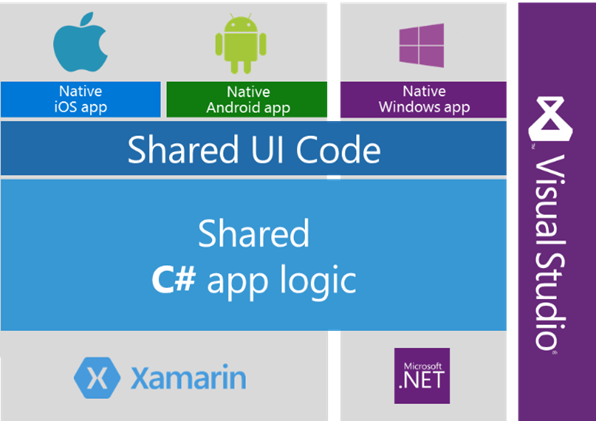 Native
iOS app
Native
Android app
Native
Windows app
Shared UI Code
Shared
C# app logic
X Xamarin
Microsoft
.NET
Visual Studio